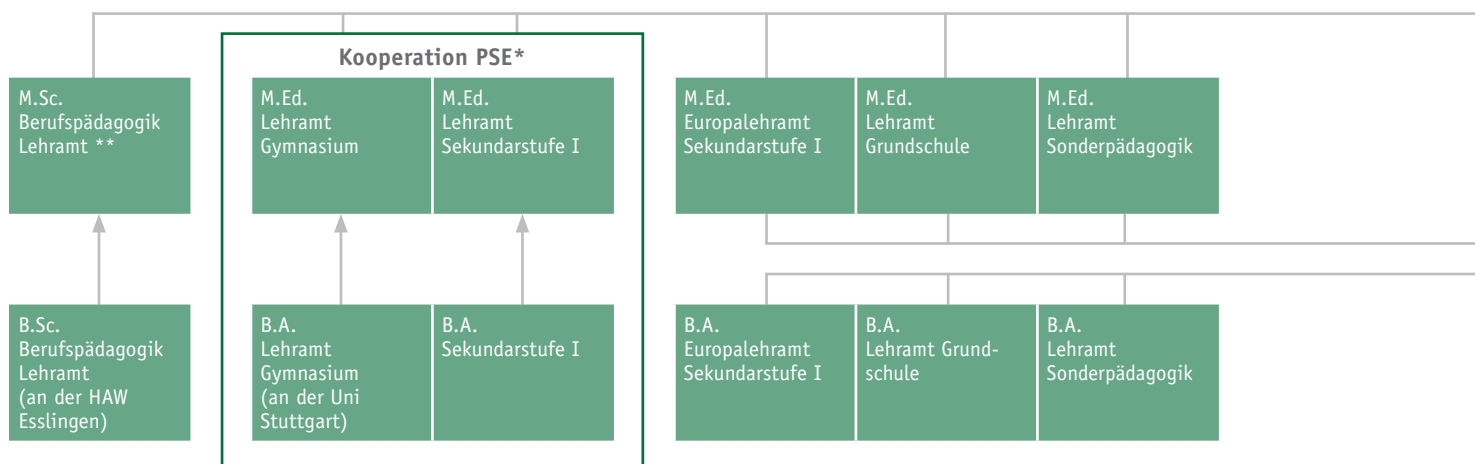 Kooperation PSE*
M.Sc.
Berufspädagogik
Lehramt **
M.Ed.
Lehramt
Gymnasium
M.Ed.
Lehramt
Sekundarstufe I
M.Ed.
Europalehramt
Sekundarstufe I
M.Ed.
Lehramt
Grundschule
M.Ed.
Lehramt
Sonderpädagogik
B.Sc.
Berufspädagogik
Lehramt
(an der HAW
Esslingen)
B.A.
Lehramt
Gymnasium
(an der Uni
Stuttgart)
B.A.
Sekundarstufe I
B.A.
Europalehramt
Sekundarstufe I
B.A.
Lehramt Grund-
schule
B.A.
Lehramt
Sonderpädagogik